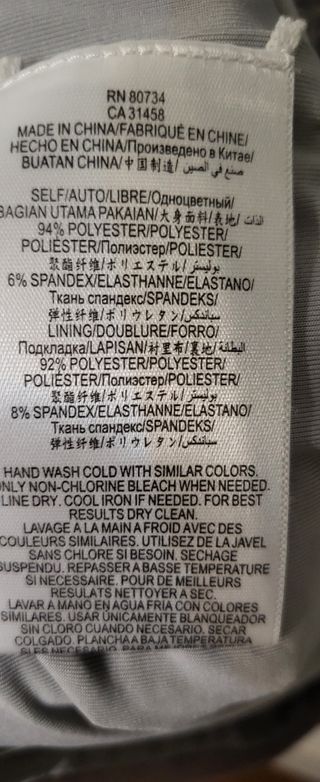 RN 80734
CA 31458
MADE IN CHINA/FABRIQUÉ EN CHINE/
HECHO EN CHINA/Произведено в Китае/
BUATAN CHINA/中国制造/ صنع في الصين/
SELF/AUTO/LIBRE/Одноцветный/
BAGIAN UTAMA PAKAIAN/大身面料/表地/ الذات
94% POLYESTER/POLYESTER/
POLIÉSTER/Полиэстер/POLIESTER/
聚酯纤维/ポリエステル/بوليستر
6% SPANDEX/ELASTHANNE/ELASTANO/
Ткань спандекс/SPANDEKS/
弹性纤维/ポリウレタン/سباندكس
LINING/DOUBLURE/FORRO/
Подкладка/LAPISAN/衬里布/裏地/البطانة
92% POLYESTER/POLYESTER/
POLIÉSTER/Полиэстер/POLIESTER/
聚酯纤维/ポリエステル/بوليستر
8% SPANDEX/ELASTHANNE/ELASTANO/
Ткань спандекс/SPANDEKS/
弹性纤维/ポリウレタン/سباندكس
HAND WASH COLD WITH SIMILAR COLORS.
ONLY NON-CHLORINE BLEACH WHEN NEEDED.
LINE DRY. COOL IRON IF NEEDED. FOR BEST
RESULTS DRY CLEAN.
LAVAGE A LA MAIN A FROID AVEC DES
COULEURS SIMILAIRES. UTILISEZ DE LA JAVEL
SANS CHLORE SI BESOIN. SECHAGE
SUSPENDU. REPASSER A BASSE TEMPERATURE
SI NECESSAIRE. POUR DE MEILLEURS
RESULATS NETTOYER A SEC.
LAVAR A MANO EN AGUA FRIA CON COLORES
SIMILARES. USAR ÚNICAMENTE BLANQUEADOR
SIN CLORO CUANDO NECESARIO. SECAR
COLGADO. PLANCHA A BAJA TEMPERATURA
SI ES NECESARIO. PARA